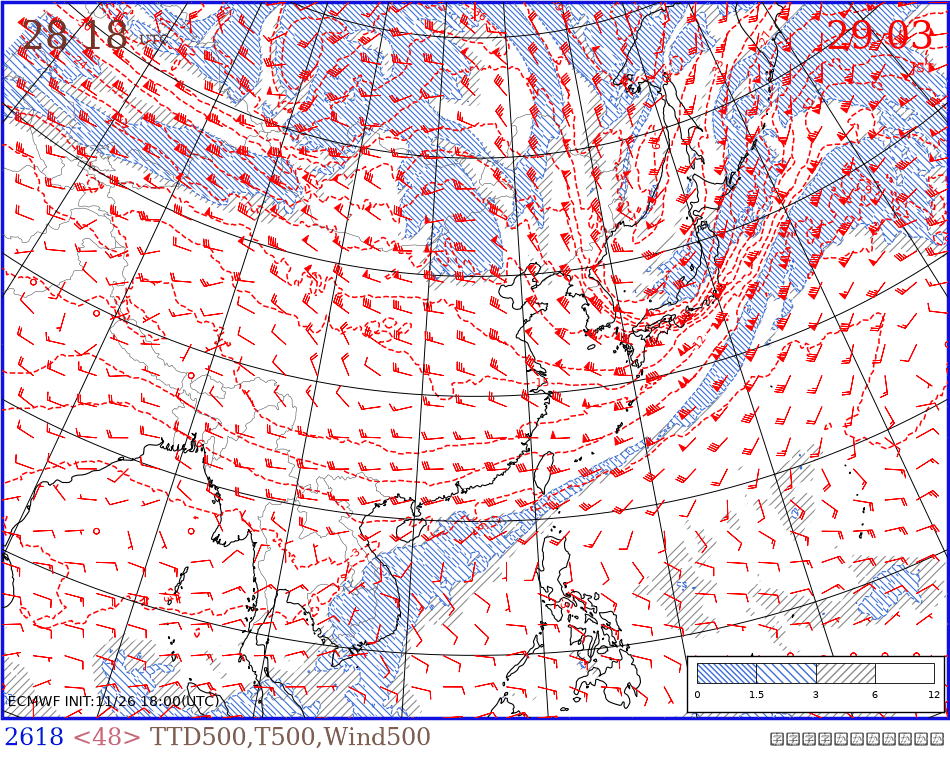 28 18 UTC 29.03
JST
0 1.5 3 6 12
ECMWF INIT:11/26 18:00(UTC)
2618 <48> TTD500,T500,Wind500